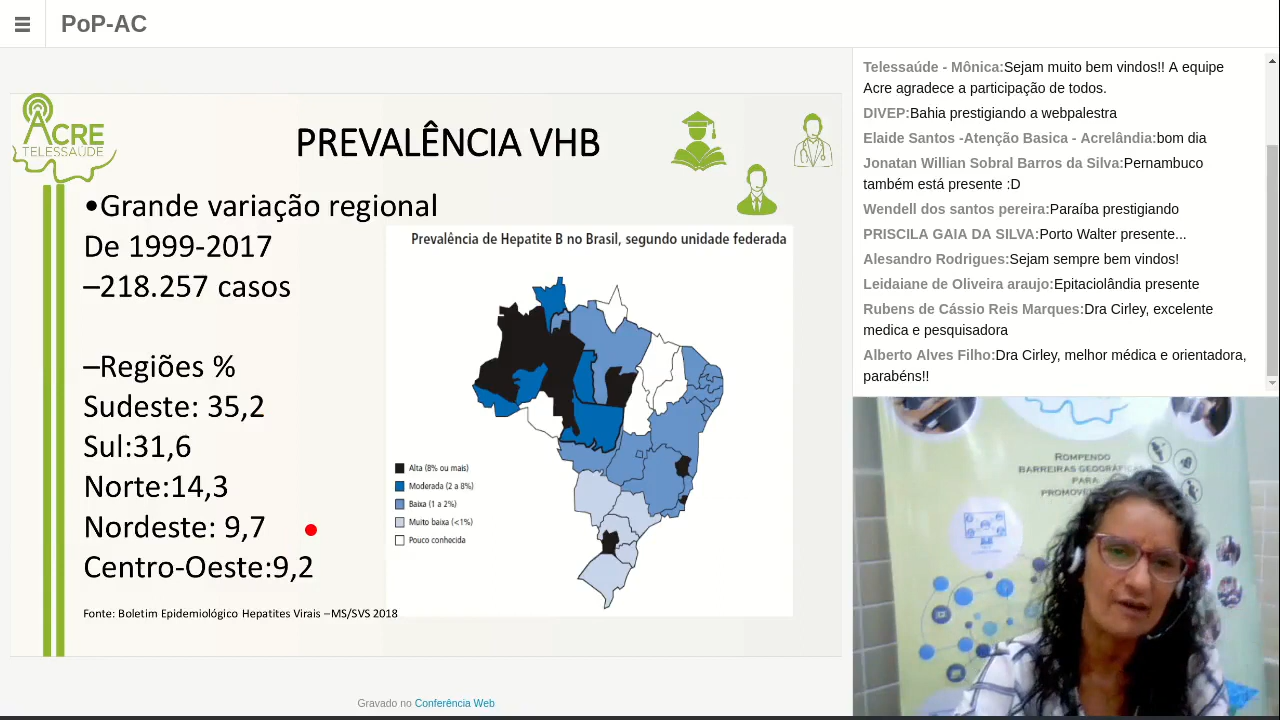 PoP-AC
ACRE
TELESSAÚDE
PREVALÊNCIA VHB
•Grande variação regional
De 1999-2017
–218.257 casos
–Regiões %
Sudeste: 35,2
Sul:31,6
Norte:14,3
Nordeste: 9,7
Centro-Oeste:9,2
Fonte: Boletim Epidemiológico Hepatites Virais –MS/SVS 2018
Prevalência de Hepatite B no Brasil, segundo unidade federada
Alta (8% ou mais)
Moderada (2 a 8%)
Baixa (1 a 2%)
Muito baixa (<1%)
Pouco conhecida
Gravado no Conferência Web
Telessaúde - Mônica:Sejam muito bem vindos!! A equipe
Acre agradece a participação de todos.
DIVEP:Bahia prestigiando a webpalestra
Elaide Santos -Atenção Basica - Acrelândia:bom dia
Jonatan Willian Sobral Barros da Silva:Pernambuco
também está presente :D
Wendell dos santos pereira:Paraíba prestigiando
PRISCILA GAIA DA SILVA:Porto Walter presente...
Alesandro Rodrigues:Sejam sempre bem vindos!
Leidaiane de Oliveira araujo:Epitaciolândia presente
Rubens de Cássio Reis Marques:Dra Cirley, excelente
medica e pesquisadora
Alberto Alves Filho:Dra Cirley, melhor médica e orientadora,
parabéns!!
ROMPENDO
BARREIRAS
PARA